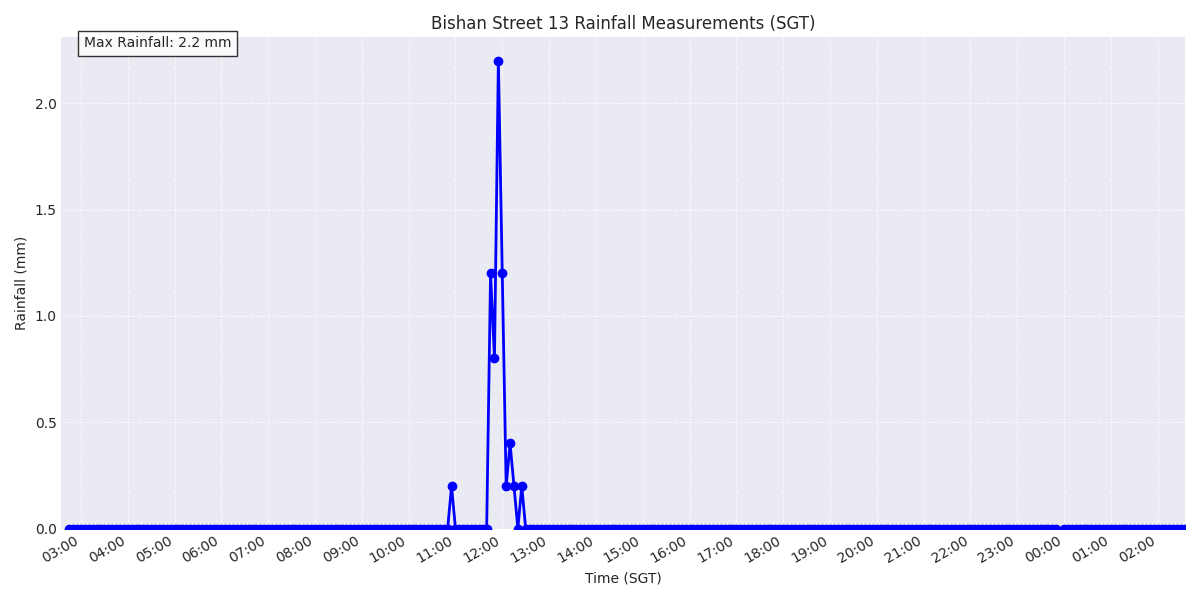 Bishan Street 13 Rainfall Measurements (SGT)
Max Rainfall: 2.2 mm
Rainfall (mm)
2.0
1.5
1.0
0.5
0.0
03:00 04:00 05:00 06:00 07:00 08:00 09:00 10:00 11:00 12:00 13:00 14:00 15:00 16:00 17:00 18:00 19:00 20:00 21:00 22:00 23:00 00:00 01:00 02:00
Time (SGT)